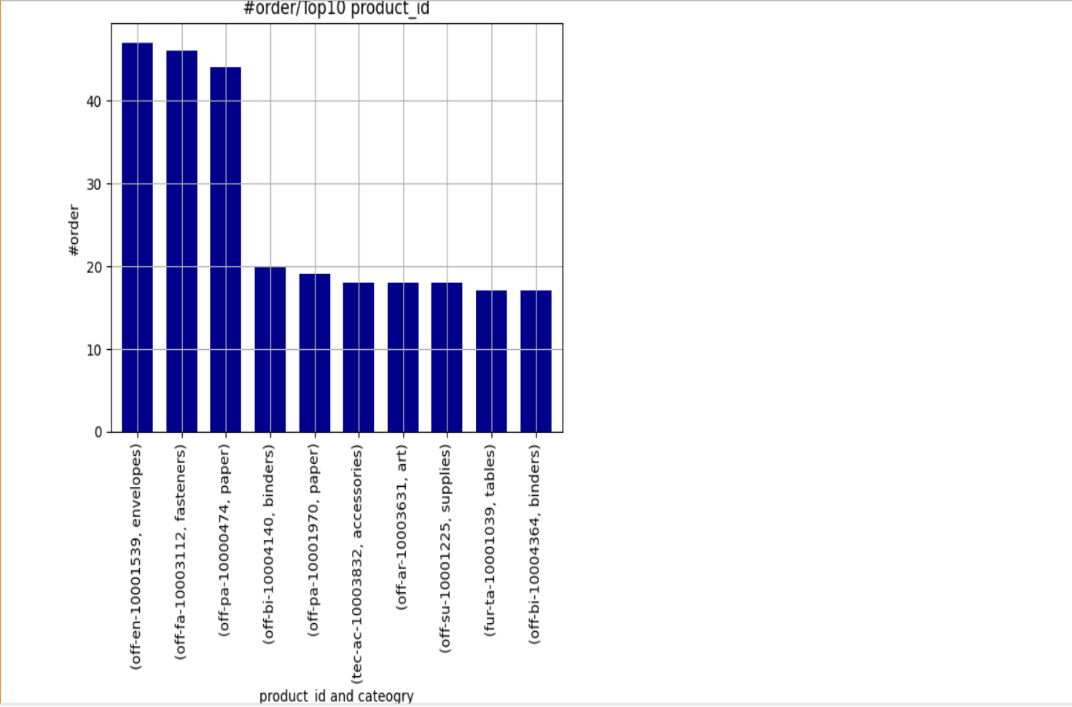 #order/Top10 product_id
40
30
20
10
0
#order
(off-en-10001539, envelopes)
(off-fa-10003112, fasteners)
(off-pa-10000474, paper)
(off-bi-10004140, binders)
(off-pa-10001970, paper)
(tec-ac-10003832, accessories)
(off-ar-10003631, art)
(off-su-10001225, supplies)
(fur-ta-10001039, tables)
(off-bi-10004364, binders)
product_id and cateogry